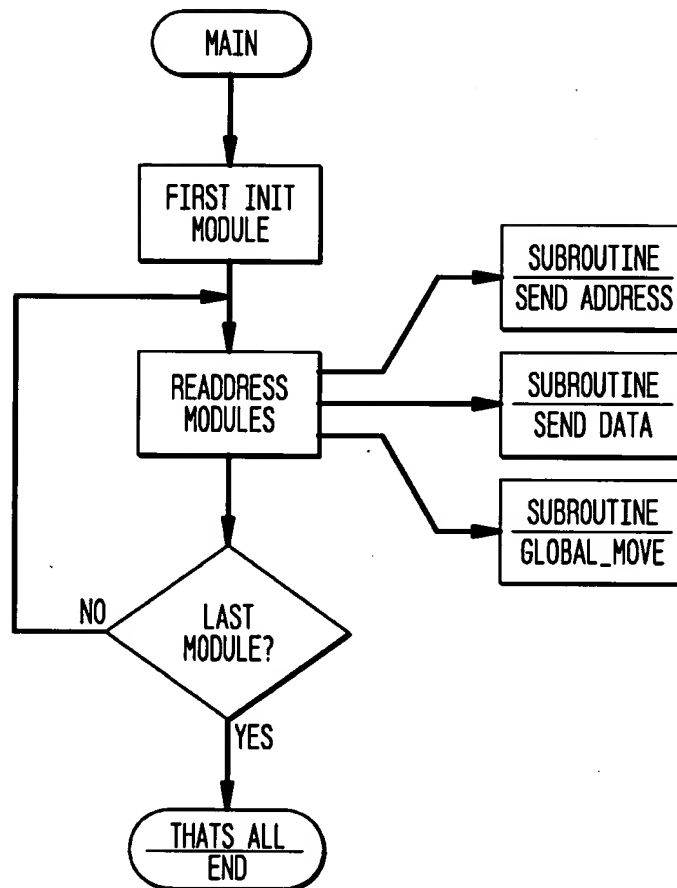 MAIN
FIRST INIT
MODULE
READDRESS
MODULES
SUBROUTINE
SEND ADDRESS
SUBROUTINE
SEND DATA
SUBROUTINE
GLOBAL_MOVE
NO
LAST
MODULE?
YES
THATS ALL
END